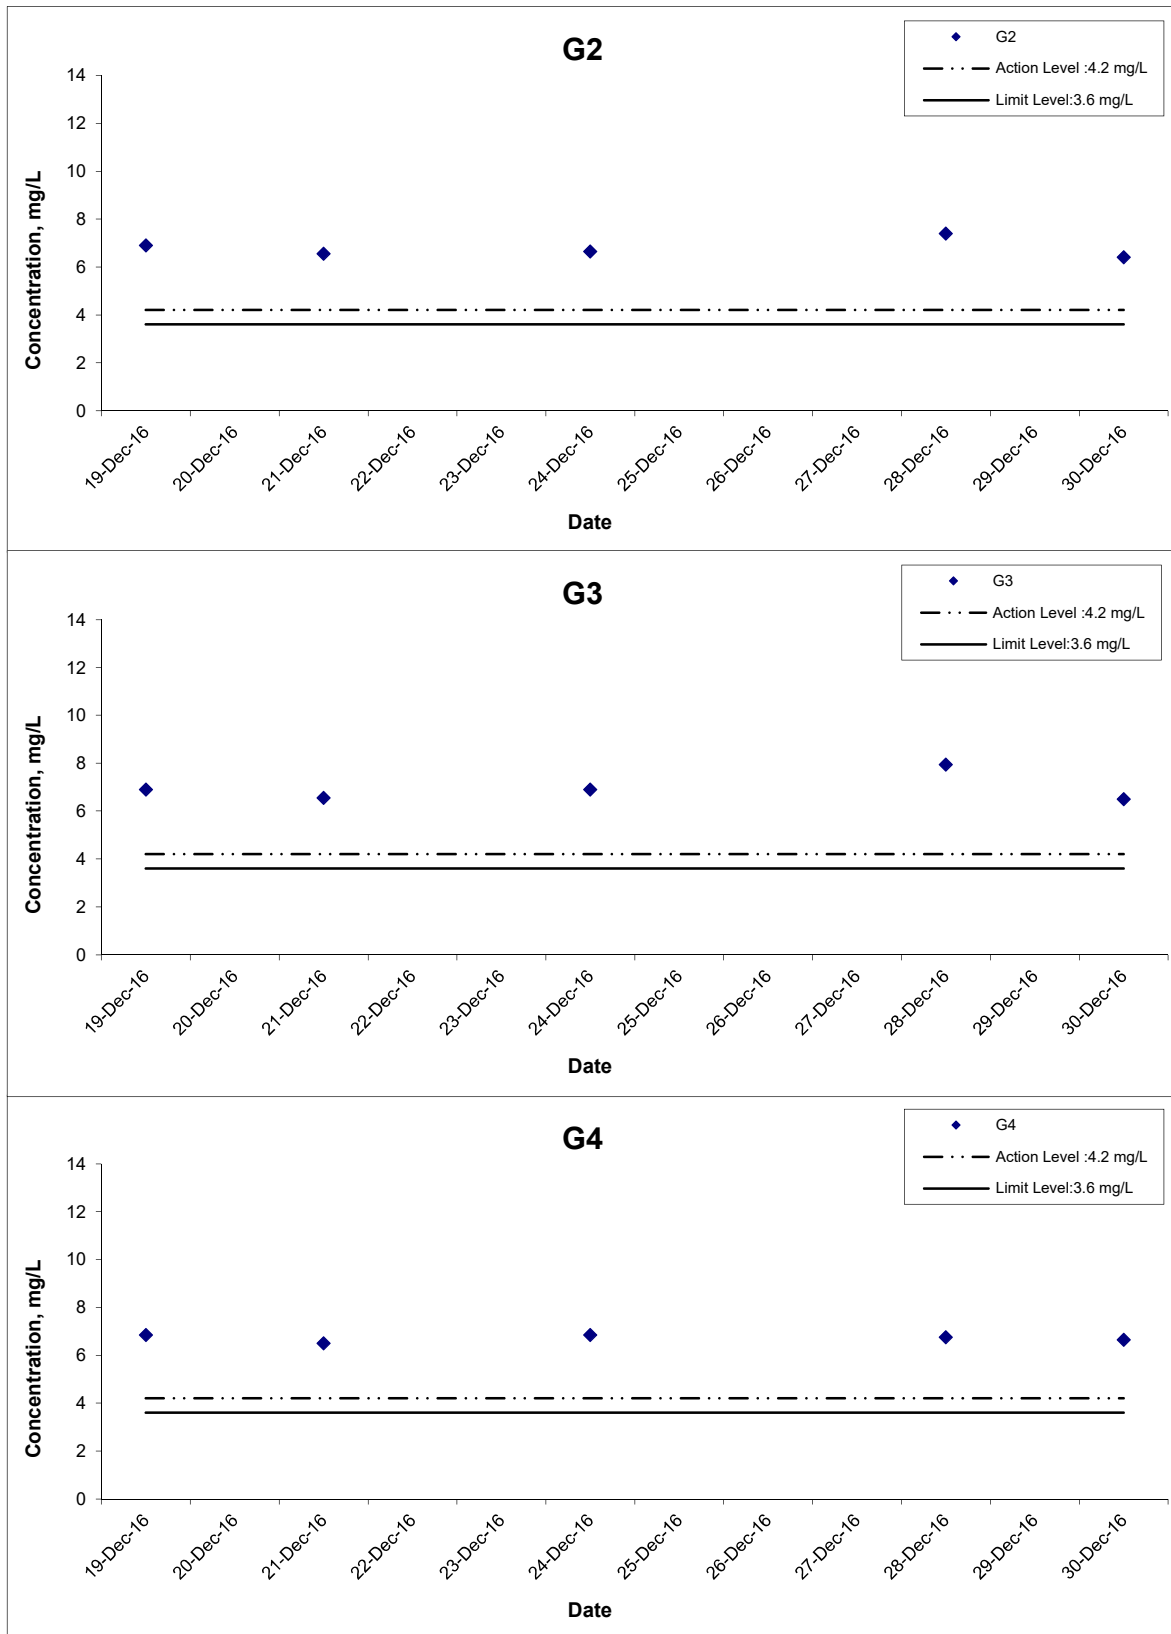 G2
G2
Action Level :4.2 mg/L
Limit Level:3.6 mg/L
14
12
10
8
6
4
2
0
Concentration, mg/L
19-Dec-16
20-Dec-16
21-Dec-16
22-Dec-16
23-Dec-16
24-Dec-16
25-Dec-16
26-Dec-16
27-Dec-16
28-Dec-16
29-Dec-16
30-Dec-16
Date
G3
G3
Action Level :4.2 mg/L
Limit Level:3.6 mg/L
14
12
10
8
6
4
2
0
Concentration, mg/L
19-Dec-16
20-Dec-16
21-Dec-16
22-Dec-16
23-Dec-16
24-Dec-16
25-Dec-16
26-Dec-16
27-Dec-16
28-Dec-16
29-Dec-16
30-Dec-16
Date
G4
G4
Action Level :4.2 mg/L
Limit Level:3.6 mg/L
14
12
10
8
6
4
2
0
Concentration, mg/L
19-Dec-16
20-Dec-16
21-Dec-16
22-Dec-16
23-Dec-16
24-Dec-16
25-Dec-16
26-Dec-16
27-Dec-16
28-Dec-16
29-Dec-16
30-Dec-16
Date